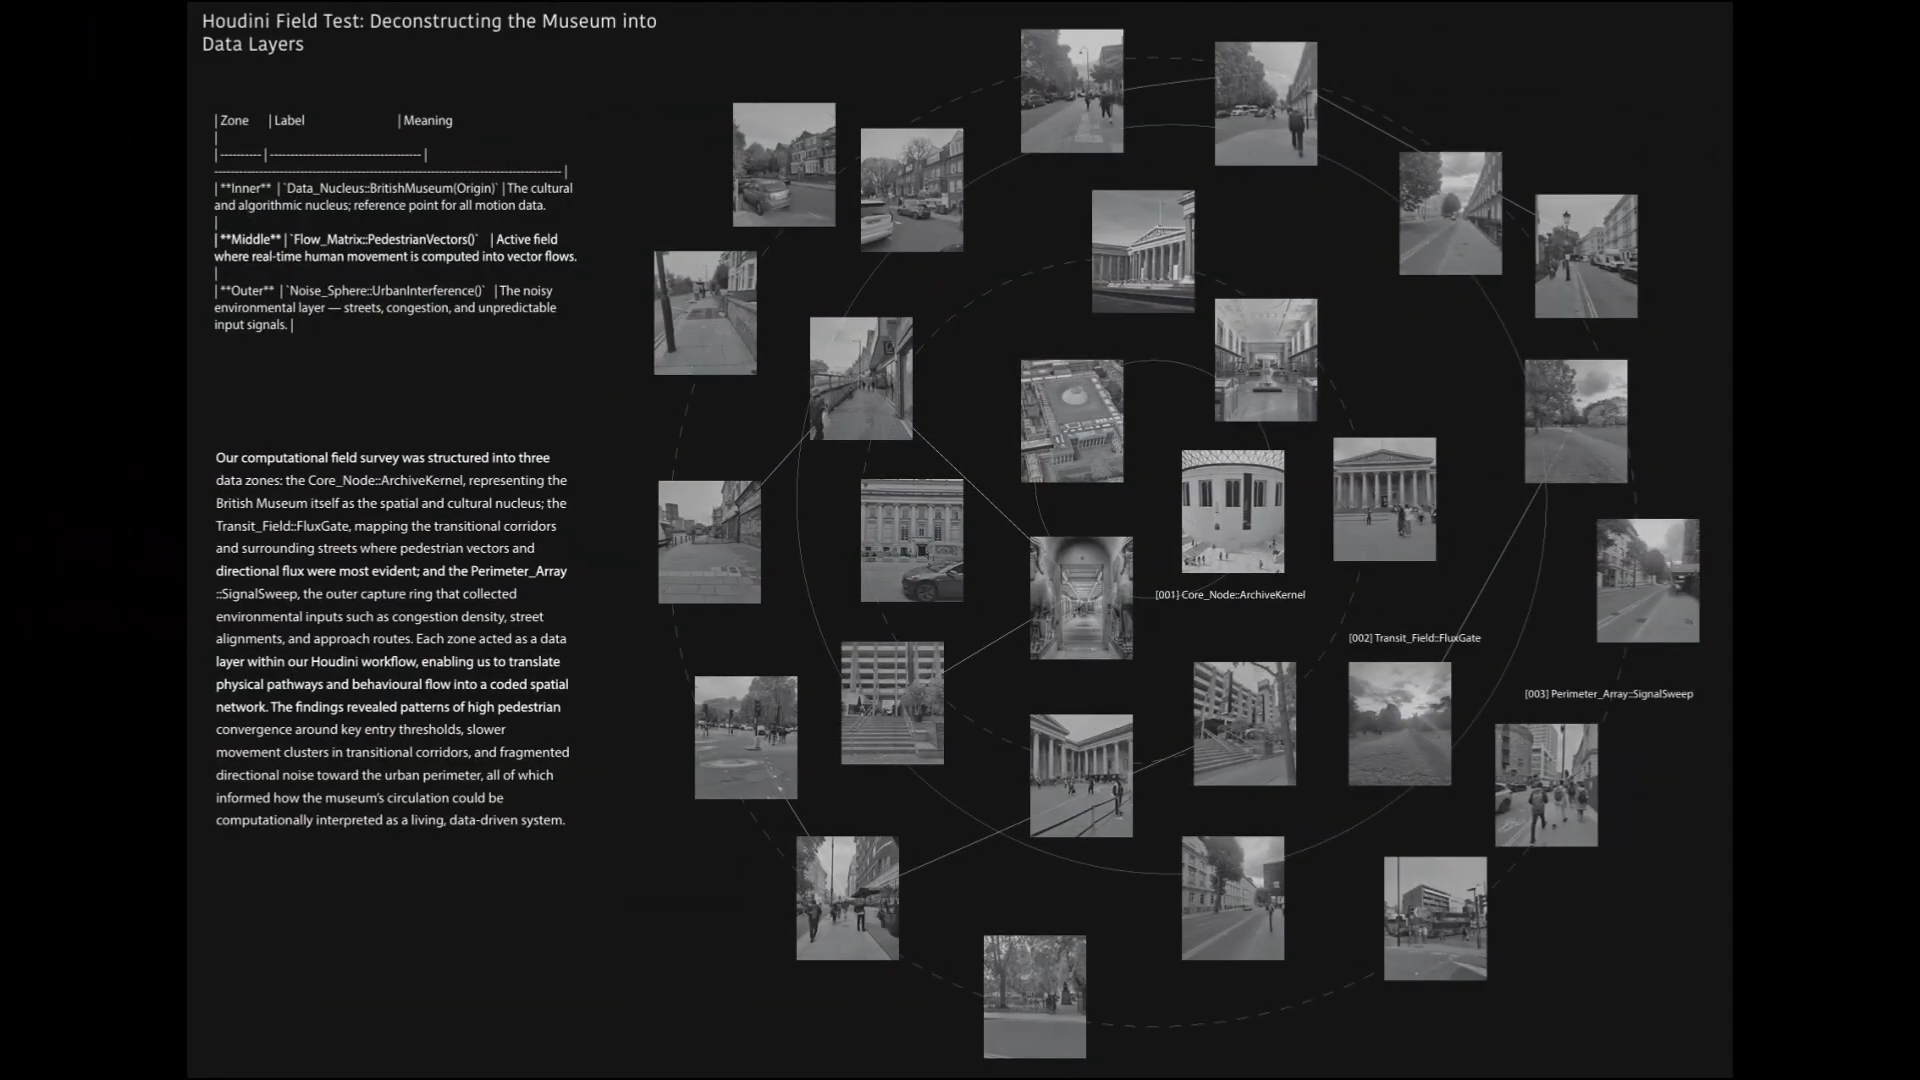 Houdini Field Test: Deconstructing the Museum into
Data Layers
| Zone | Label | Meaning
|
|----------|-------------------------------------|
-------------------------------------------------------------------------------------|
| **Inner** | `Data_Nucleus::BritishMuseum(Origin)` | The cultural
and algorithmic nucleus; reference point for all motion data.
|
| **Middle** | `Flow_Matrix::PedestrianVectors()` | Active field
where real-time human movement is computed into vector flows.
|
| **Outer** | `Noise_Sphere::UrbanInterference()` | The noisy
environmental layer — streets, congestion, and unpredictable
input signals. |
Our computational field survey was structured into three
data zones: the Core_Node::ArchiveKernel, representing the
British Museum itself as the spatial and cultural nucleus; the
Transit_Field::FluxGate, mapping the transitional corridors
and surrounding streets where pedestrian vectors and
directional flux were most evident; and the Perimeter_Array
::SignalSweep, the outer capture ring that collected
environmental inputs such as congestion density, street
alignments, and approach routes. Each zone acted as a data
layer within our Houdini workflow, enabling us to translate
physical pathways and behavioural flow into a coded spatial
network. The findings revealed patterns of high pedestrian
convergence around key entry thresholds, slower
movement clusters in transitional corridors, and fragmented
directional noise toward the urban perimeter, all of which
informed how the museum's circulation could be
computationally interpreted as a living, data-driven system.
[001] Core_Node::ArchiveKernel
[002] Transit_Field::FluxGate
[003] Perimeter_Array::SignalSweep